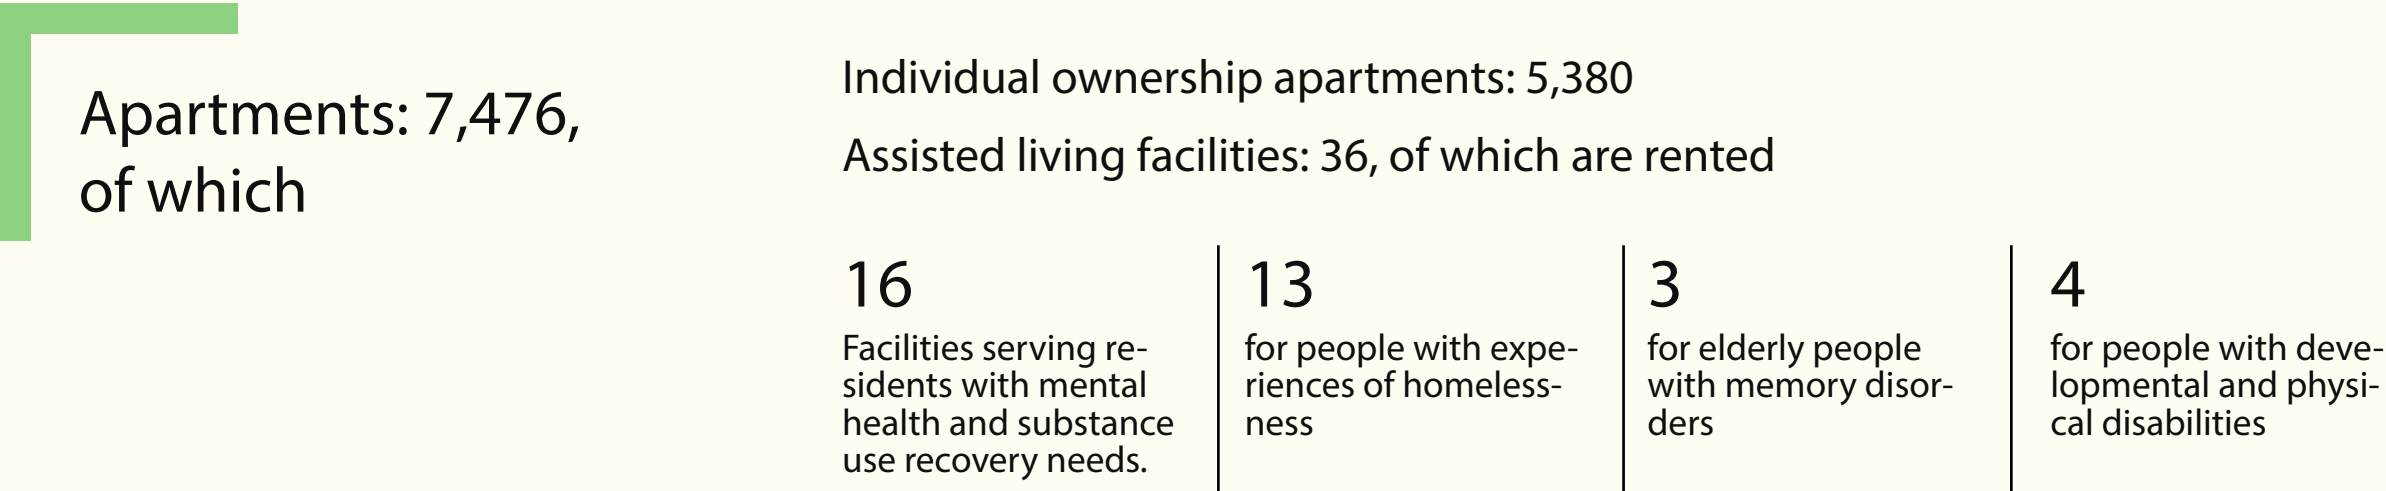 Apartments: 7,476,
of which
Individual ownership apartments: 5,380
Assisted living facilities: 36, of which are rented
16
Facilities serving re-
sidents with mental
health and substance
use recovery needs.
13
for people with expe-
riences of homeless-
ness
3
for elderly people
with memory disor-
ders
4
for people with deve-
lopmental and physi-
cal disabilities